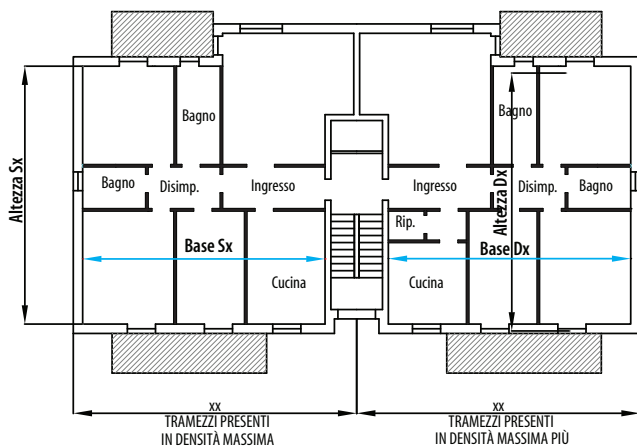 Bagno
Bagno
Altezza Sx
Altezza Dx
Bagno
Disimp.
Ingresso
Ingresso
Disimp.
Bagno
Rip.
Base Sx
Base Dx
Cucina
Cucina
xx
xx
TRAMEZZI PRESENTI
IN DENSITÀ MASSIMA
TRAMEZZI PRESENTI
IN DENSITÀ MASSIMA PIÙ